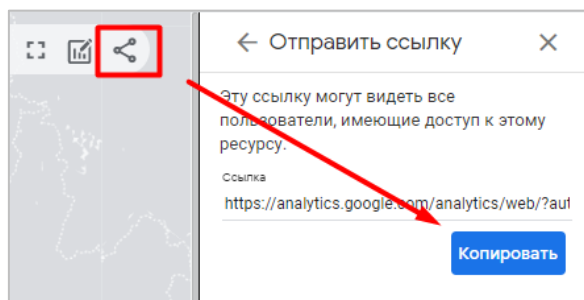 Отправить ссылку
Эту ссылку могут видеть все
пользователи, имеющие доступ к этому
ресурсу.
Ссылка
https://analytics.google.com/analytics/web/?aut
Копировать